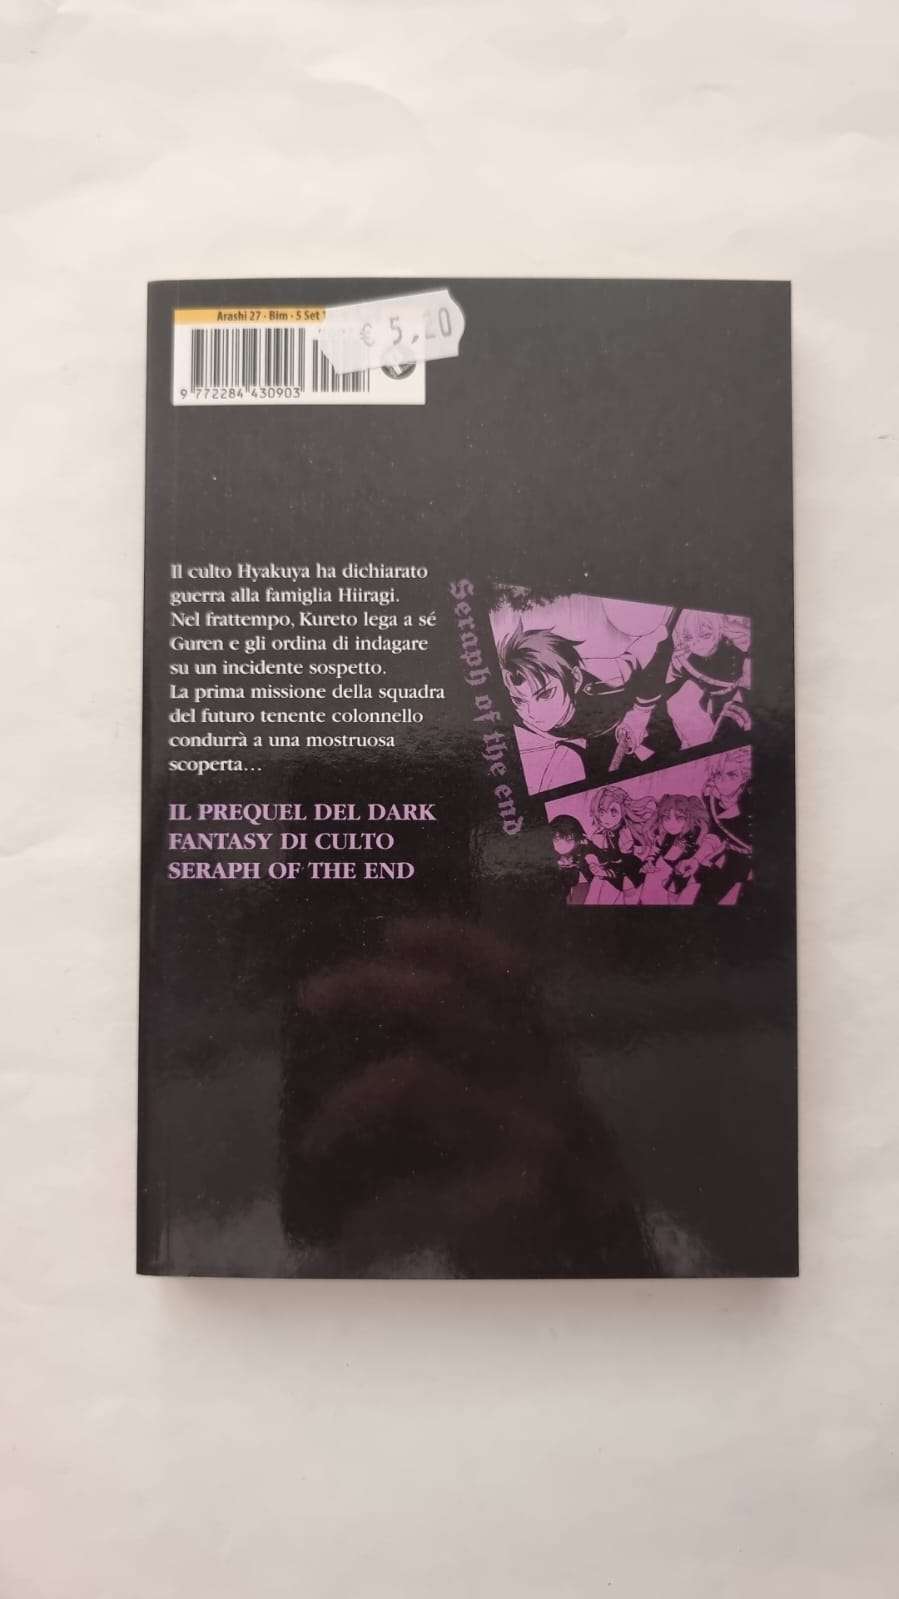 Arashi 27 - Bim - 5 Set
€ 5,20
9 772284 430903
Il culto Hyakuya ha dichiarato
guerra alla famiglia Hiiragi.
Nel frattempo, Kureto lega a sé
Guren e gli ordina di indagare
su un incidente sospetto.
La prima missione della squadra
del futuro tenente colonnello
condurrà a una mostruosa
scoperta...
Seraph of the end
IL PREQUEL DEL DARK
FANTASY DI CULTO
SERAPH OF THE END